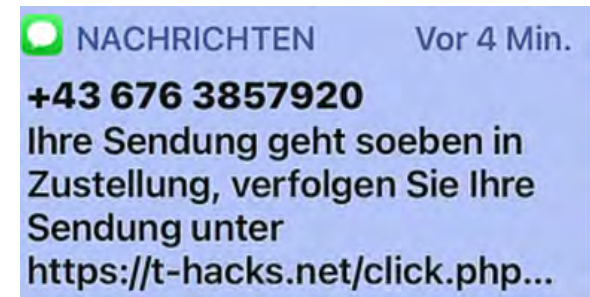 NACHRICHTEN Vor 4 Min.
+43 676 3857920
Ihre Sendung geht soeben in
Zustellung, verfolgen Sie Ihre
Sendung unter
https://t-hacks.net/click.php...